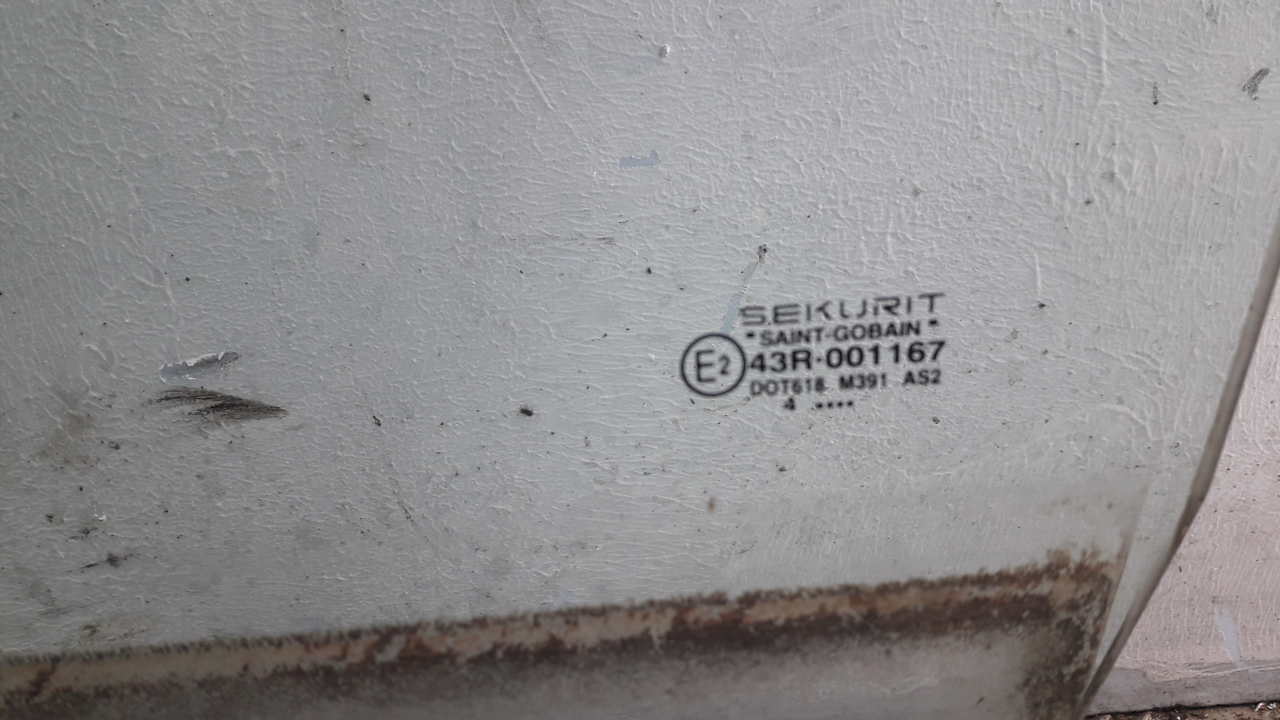 SEKURIT
"SAINT-GOBAIN"
E2 43R-001167
DOT618 M391 AS2
4 ••••